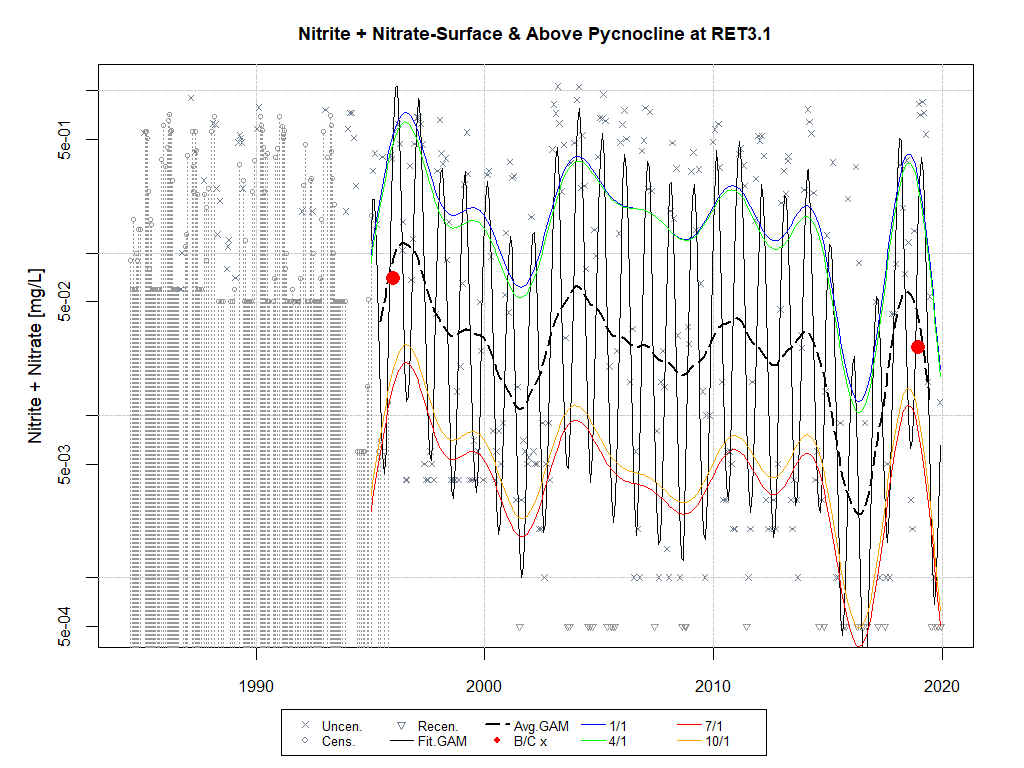 Nitrite + Nitrate-Surface & Above Pycnocline at RET3.1
Nitrite + Nitrate [mg/L]
5e-01
5e-02
5e-03
5e-04
1990 2000 2010 2020
Uncen. Recen. Avg.GAM 1/1 7/1
Cens. Fit.GAM B/C x 4/1 10/1